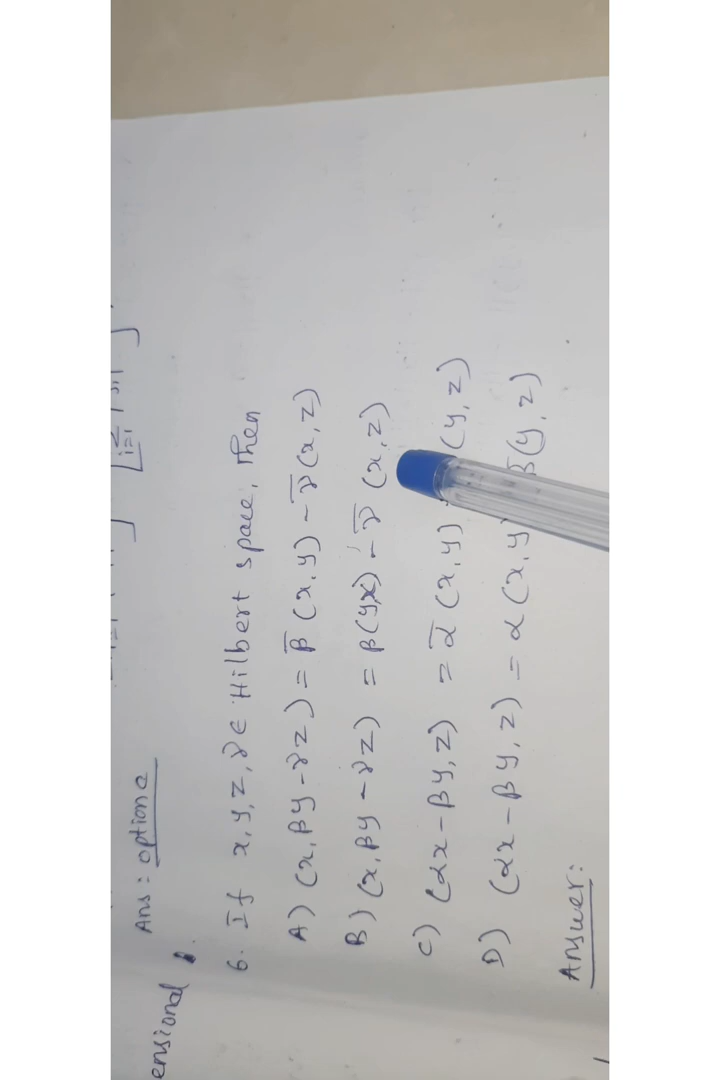 ensional
Ans: option a
6. If x, y, z, γ ∈ Hilbert space, then
A) (x, βy - γz) = β̅ (x, y) - γ̅ (x, z)
B) (x, βy - γz) = β(y,x) - γ̅ (x, z)
C) (αx - βy, z) = α̅ (x, y) (y, z)
D) (αx - βy, z) = α (x, y) (y, z)
Answer: